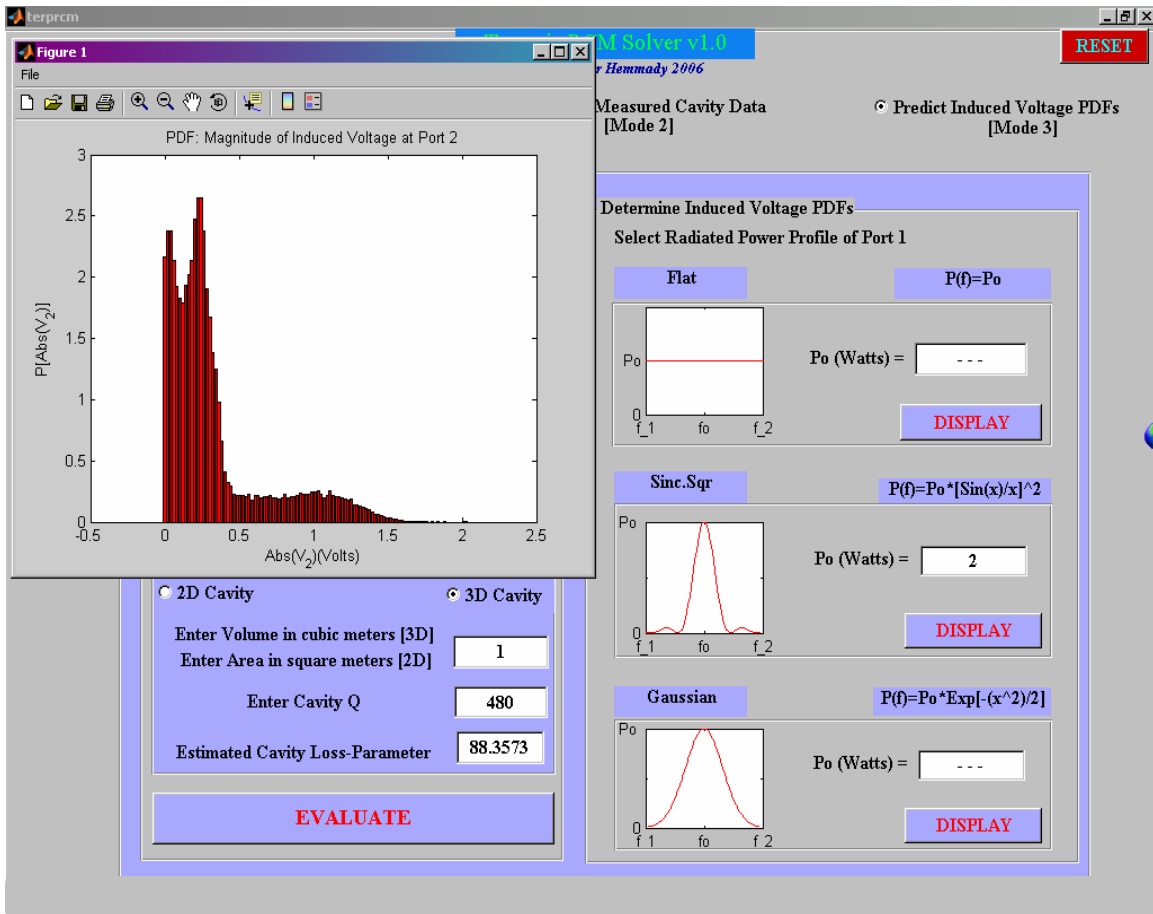 terprcm
M Solver v1.0
r Hemmady 2006
RESET
Measured Cavity Data
[Mode 2]
Predict Induced Voltage PDFs
[Mode 3]
Figure 1
File
PDF: Magnitude of Induced Voltage at Port 2
3
2.5
2
1.5
1
0.5
0
P[Abs(V_2)]
-0.5 0 0.5 1 1.5 2 2.5
Abs(V_2)(Volts)
Determine Induced Voltage PDFs
Select Radiated Power Profile of Port 1
Flat
P(f)=Po
Po
0
f_1 fo f_2
Po (Watts) = ---
DISPLAY
Sinc.Sqr
P(f)=Po*[Sin(x)/x]^2
Po
0
f_1 fo f_2
Po (Watts) = 2
DISPLAY
Gaussian
P(f)=Po*Exp[-(x^2)/2]
Po
0
f_1 fo f_2
Po (Watts) = ---
DISPLAY
2D Cavity
3D Cavity
Enter Volume in cubic meters [3D]
Enter Area in square meters [2D]
1
Enter Cavity Q
480
Estimated Cavity Loss-Parameter
88.3573
EVALUATE